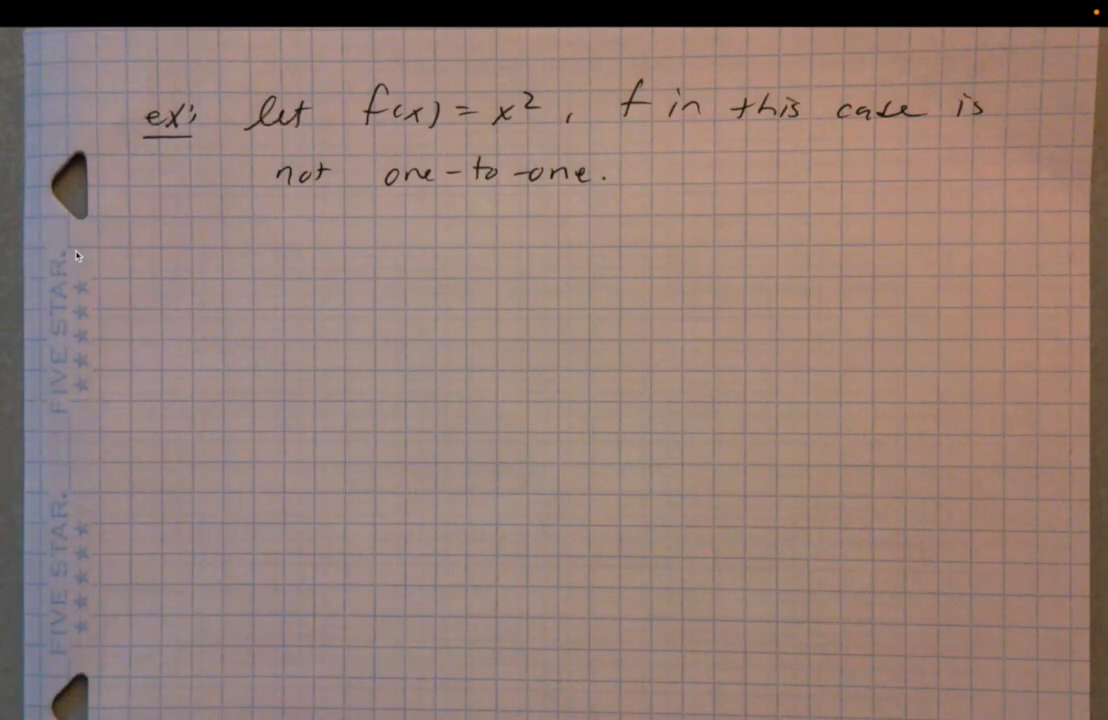 ex: let f(x) = x², f in this case is
not one-to-one.
FIVE STAR.
★★★★★
FIVE STAR.
★★★★★